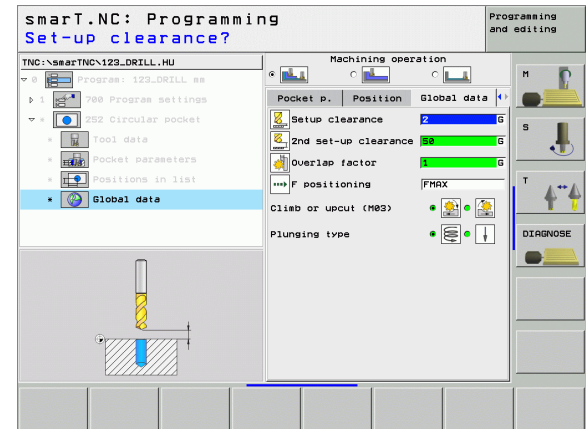 smarT.NC: Programming
Set-up clearance?
Programming
and editing
TNC:\smarTNC\123_DRILL.HU
0 Program: 123_DRILL mm
1 700 Program settings
* 252 Circular pocket
* Tool data
* Pocket parameters
* Positions in list
* Global data
Machining operation
Pocket p. Position Global data
Setup clearance 2 G
2nd set-up clearance 50 G
Overlap factor 1 G
F positioning FMAX
Climb or upcut (M03)
Plunging type
M
S
T
DIAGNOSE